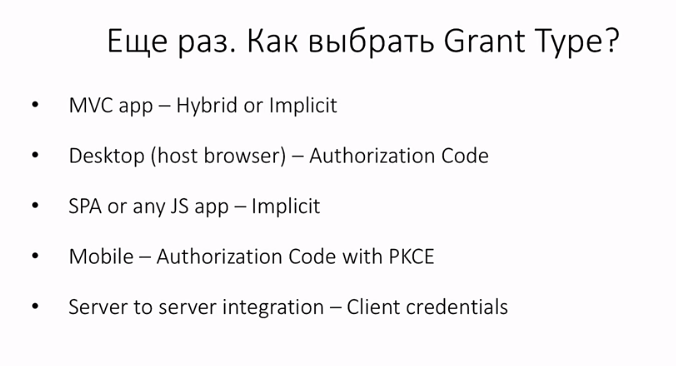 Еще раз. Как выбрать Grant Type?
• MVC app – Hybrid or Implicit
• Desktop (host browser) – Authorization Code
• SPA or any JS app – Implicit
• Mobile – Authorization Code with PKCE
• Server to server integration – Client credentials